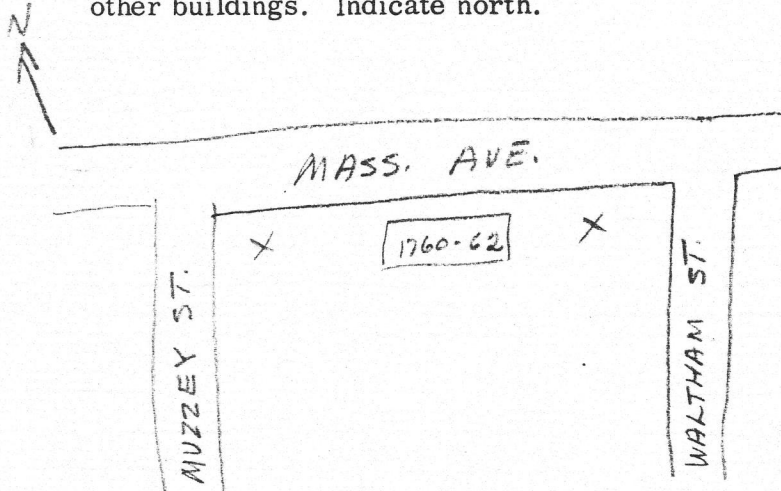 other buildings. Indicate north.
N
MASS. AVE.
X
1760-62
X
MUZZEY ST.
WALTHAM ST.